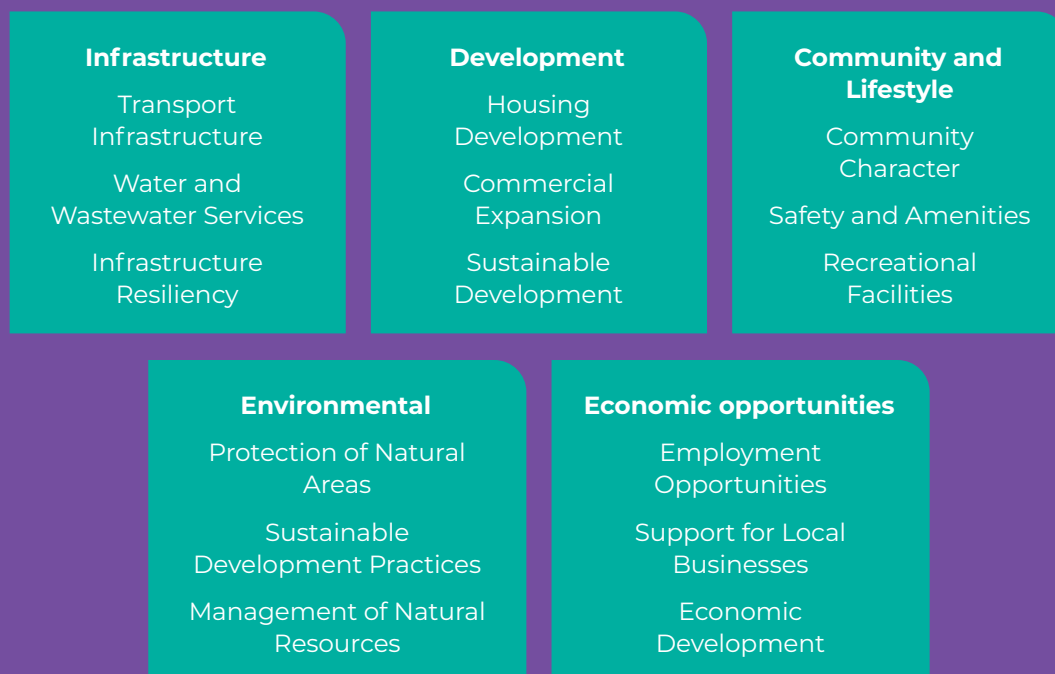 Infrastructure
Transport
Infrastructure
Water and
Wastewater Services
Infrastructure
Resiliency
Development
Housing
Development
Commercial
Expansion
Sustainable
Development
Community and
Lifestyle
Community
Character
Safety and Amenities
Recreational
Facilities
Environmental
Protection of Natural
Areas
Sustainable
Development Practices
Management of Natural
Resources
Economic opportunities
Employment
Opportunities
Support for Local
Businesses
Economic
Development